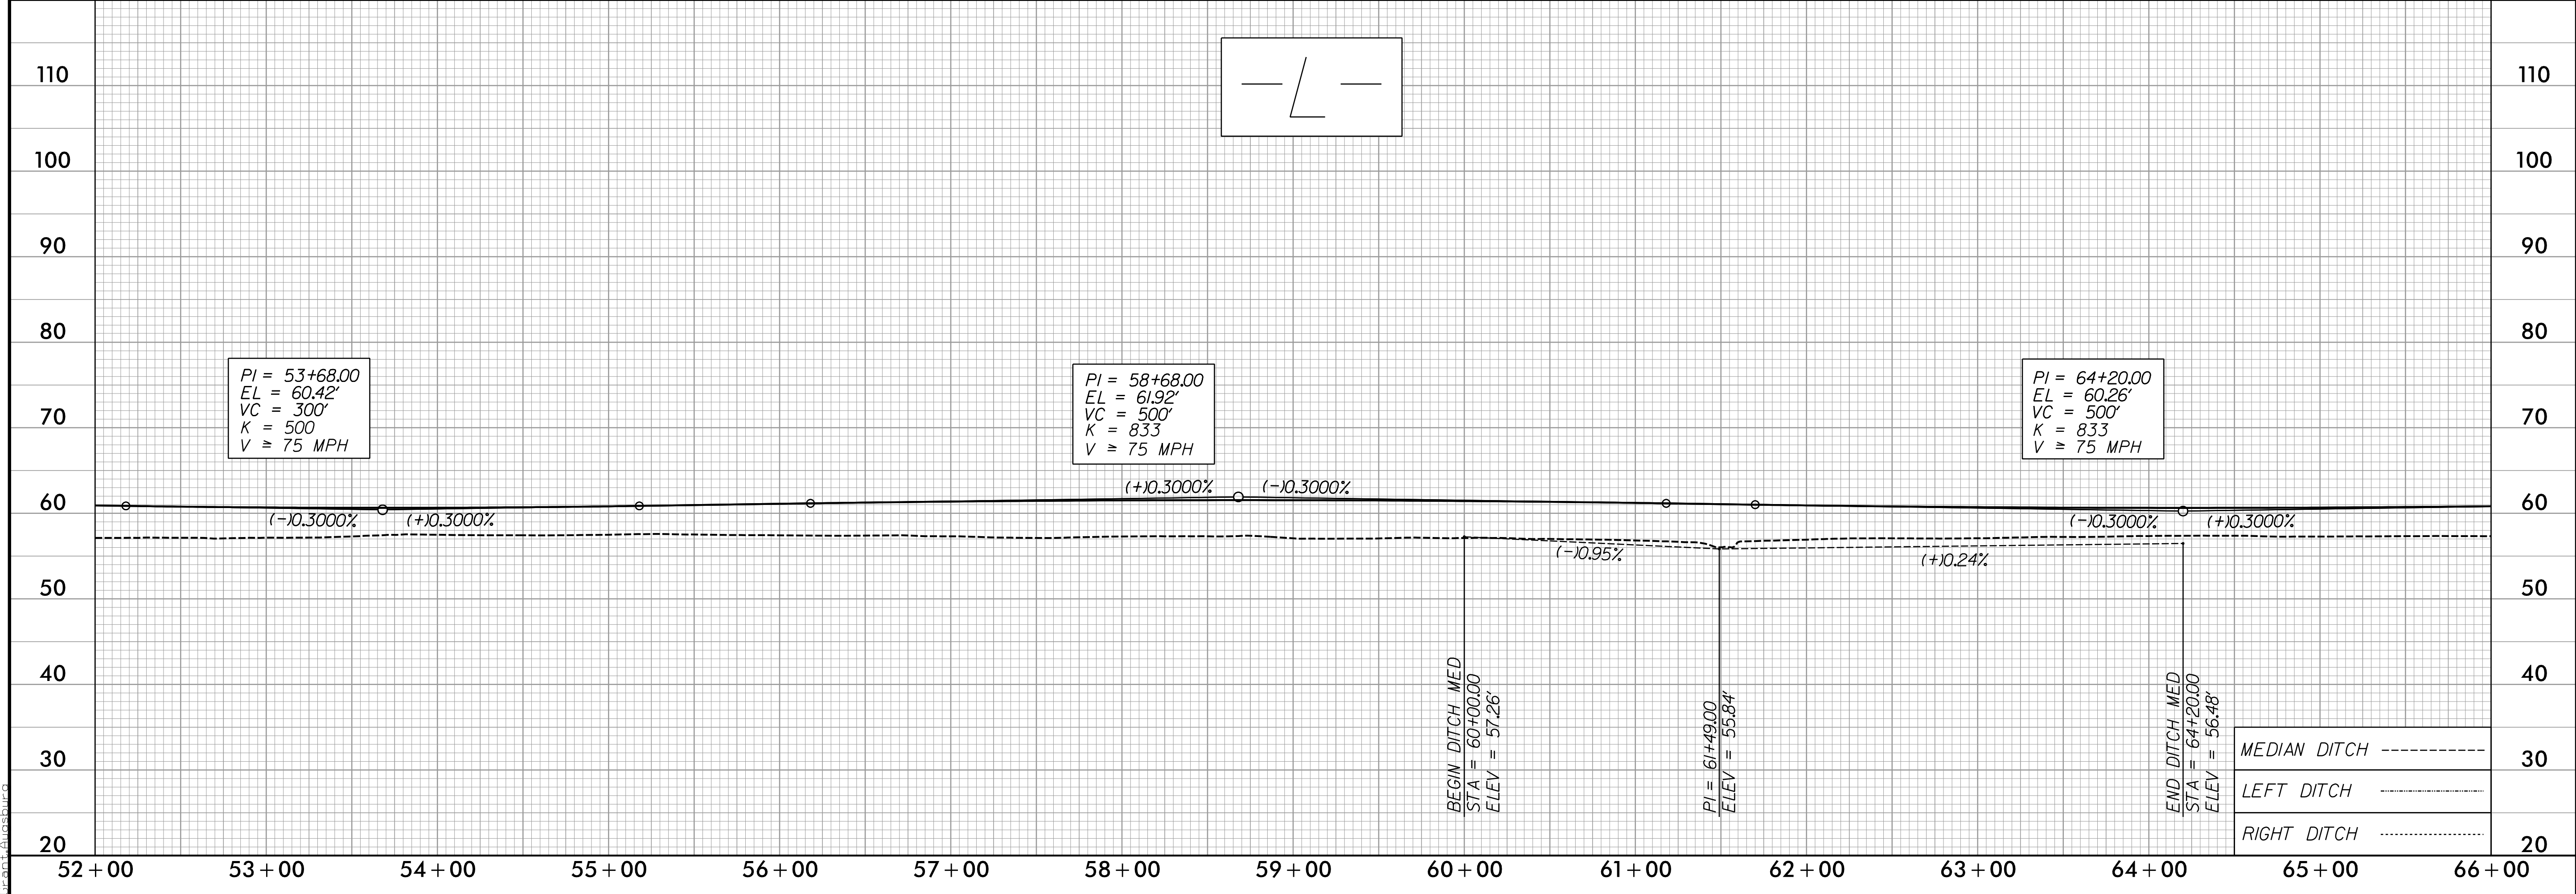 110
110
-L-
100
100
90
90
80
80
PI = 53+68.00
EL = 60.42'
VC = 300'
K = 500
V ≥ 75 MPH
PI = 58+68.00
EL = 61.92'
VC = 500'
K = 833
V ≥ 75 MPH
PI = 64+20.00
EL = 60.26'
VC = 500'
K = 833
V ≥ 75 MPH
70
70
60
(-)0.3000%
(+)0.3000%
(+)0.3000%
(-)0.3000%
(-)0.3000%
(+)0.3000%
60
(-)0.95%
(+)0.24%
50
50
40
40
BEGIN DITCH MED
STA = 60+00.00
ELEV = 57.26'
PI = 61+49.00
ELEV = 55.84'
END DITCH MED
STA = 64+20.00
ELEV = 56.48'
30
30
MEDIAN DITCH
LEFT DITCH
RIGHT DITCH
20
20
52+00 53+00 54+00 55+00 56+00 57+00 58+00 59+00 60+00 61+00 62+00 63+00 64+00 65+00 66+00